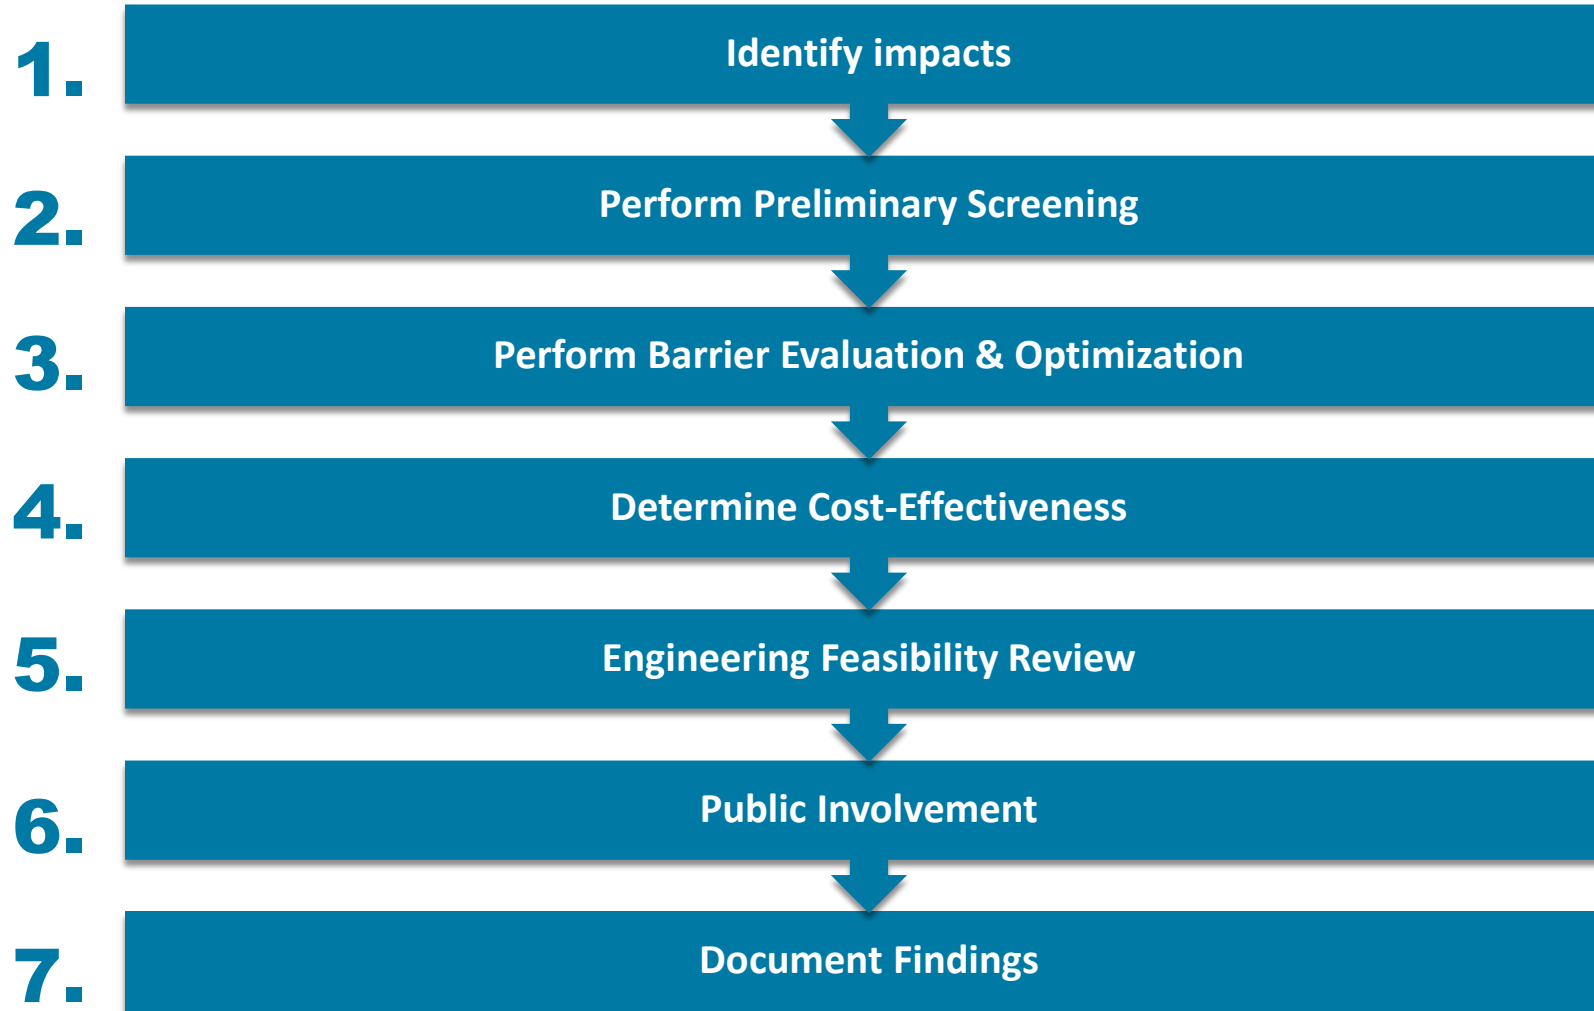 1. Identify impacts
2. Perform Preliminary Screening
3. Perform Barrier Evaluation & Optimization
4. Determine Cost-Effectiveness
5. Engineering Feasibility Review
6. Public Involvement
7. Document Findings